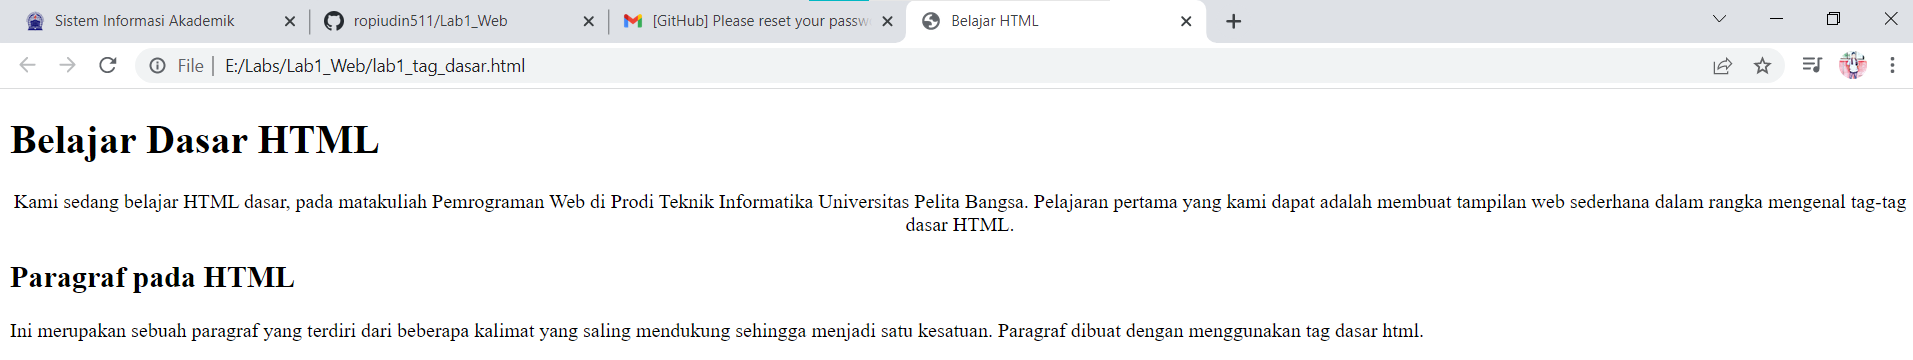 Sistem Informasi Akademik
ropiudin511/Lab1_Web
[GitHub] Please reset your passw
Belajar HTML
File
E:/Labs/Lab1_Web/lab1_tag_dasar.html
Belajar Dasar HTML
Kami sedang belajar HTML dasar, pada matakuliah Pemrograman Web di Prodi Teknik Informatika Universitas Pelita Bangsa. Pelajaran pertama yang kami dapat adalah membuat tampilan web sederhana dalam rangka mengenal tag-tag
dasar HTML.
Paragraf pada HTML
Ini merupakan sebuah paragraf yang terdiri dari beberapa kalimat yang saling mendukung sehingga menjadi satu kesatuan. Paragraf dibuat dengan menggunakan tag dasar html.